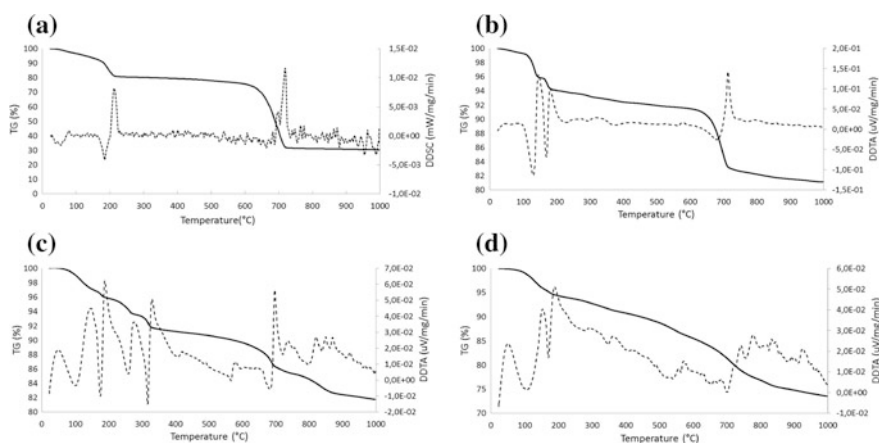 (a)
100
90
80
70
60
50
40
30
20
10
0
TG (%)
1,5E-02
1,0E-02
5,0E-03
0,0E+00
-5,0E-03
-1,0E-02
DDSC (mW/mg/min)
0 100 200 300 400 500 600 700 800 900 1000
Temperature(°C)
(b)
100
98
96
94
92
90
88
86
84
82
80
TG (%)
2,0E-01
1,5E-01
1,0E-01
5,0E-02
0,0E+00
-5,0E-02
-1,0E-01
-1,5E-01
DDTA (uV/mg/min)
0 100 200 300 400 500 600 700 800 900 1000
Temperature (°C)
(c)
100
98
96
94
92
90
88
86
84
82
80
TG (%)
7,0E-02
6,0E-02
5,0E-02
4,0E-02
3,0E-02
2,0E-02
1,0E-02
0,0E+00
-1,0E-02
-2,0E-02
DDTA (uV/mg/min)
0 100 200 300 400 500 600 700 800 900 1000
Temperature (°C)
(d)
100
95
90
85
80
75
70
TG (%)
6,0E-02
5,0E-02
4,0E-02
3,0E-02
2,0E-02
1,0E-02
0,0E+00
-1,0E-02
DDTA (uV/mg/min)
0 100 200 300 400 500 600 700 800 900 1000
Temperature (°C)